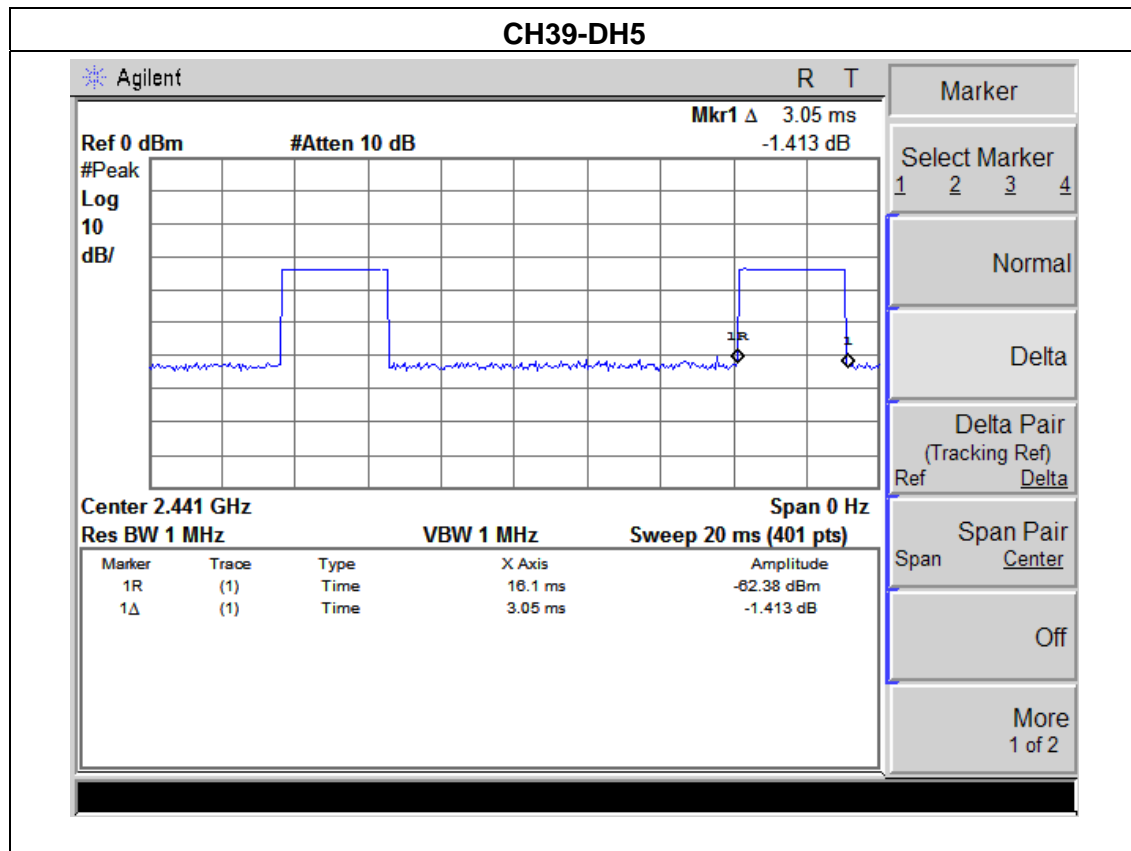 CH39-DH5
Agilent R T
Mkr1 Δ 3.05 ms
Ref 0 dBm #Atten 10 dB -1.413 dB
#Peak
Log
10
dB/
1R
1
Center 2.441 GHz Span 0 Hz
Res BW 1 MHz VBW 1 MHz Sweep 20 ms (401 pts)
Marker Trace Type X Axis Amplitude
1R (1) Time 16.1 ms -62.38 dBm
1Δ (1) Time 3.05 ms -1.413 dB
Marker
Select Marker
1 2 3 4
Normal
Delta
Delta Pair
(Tracking Ref)
Ref Delta
Span Pair
Span Center
Off
More
1 of 2